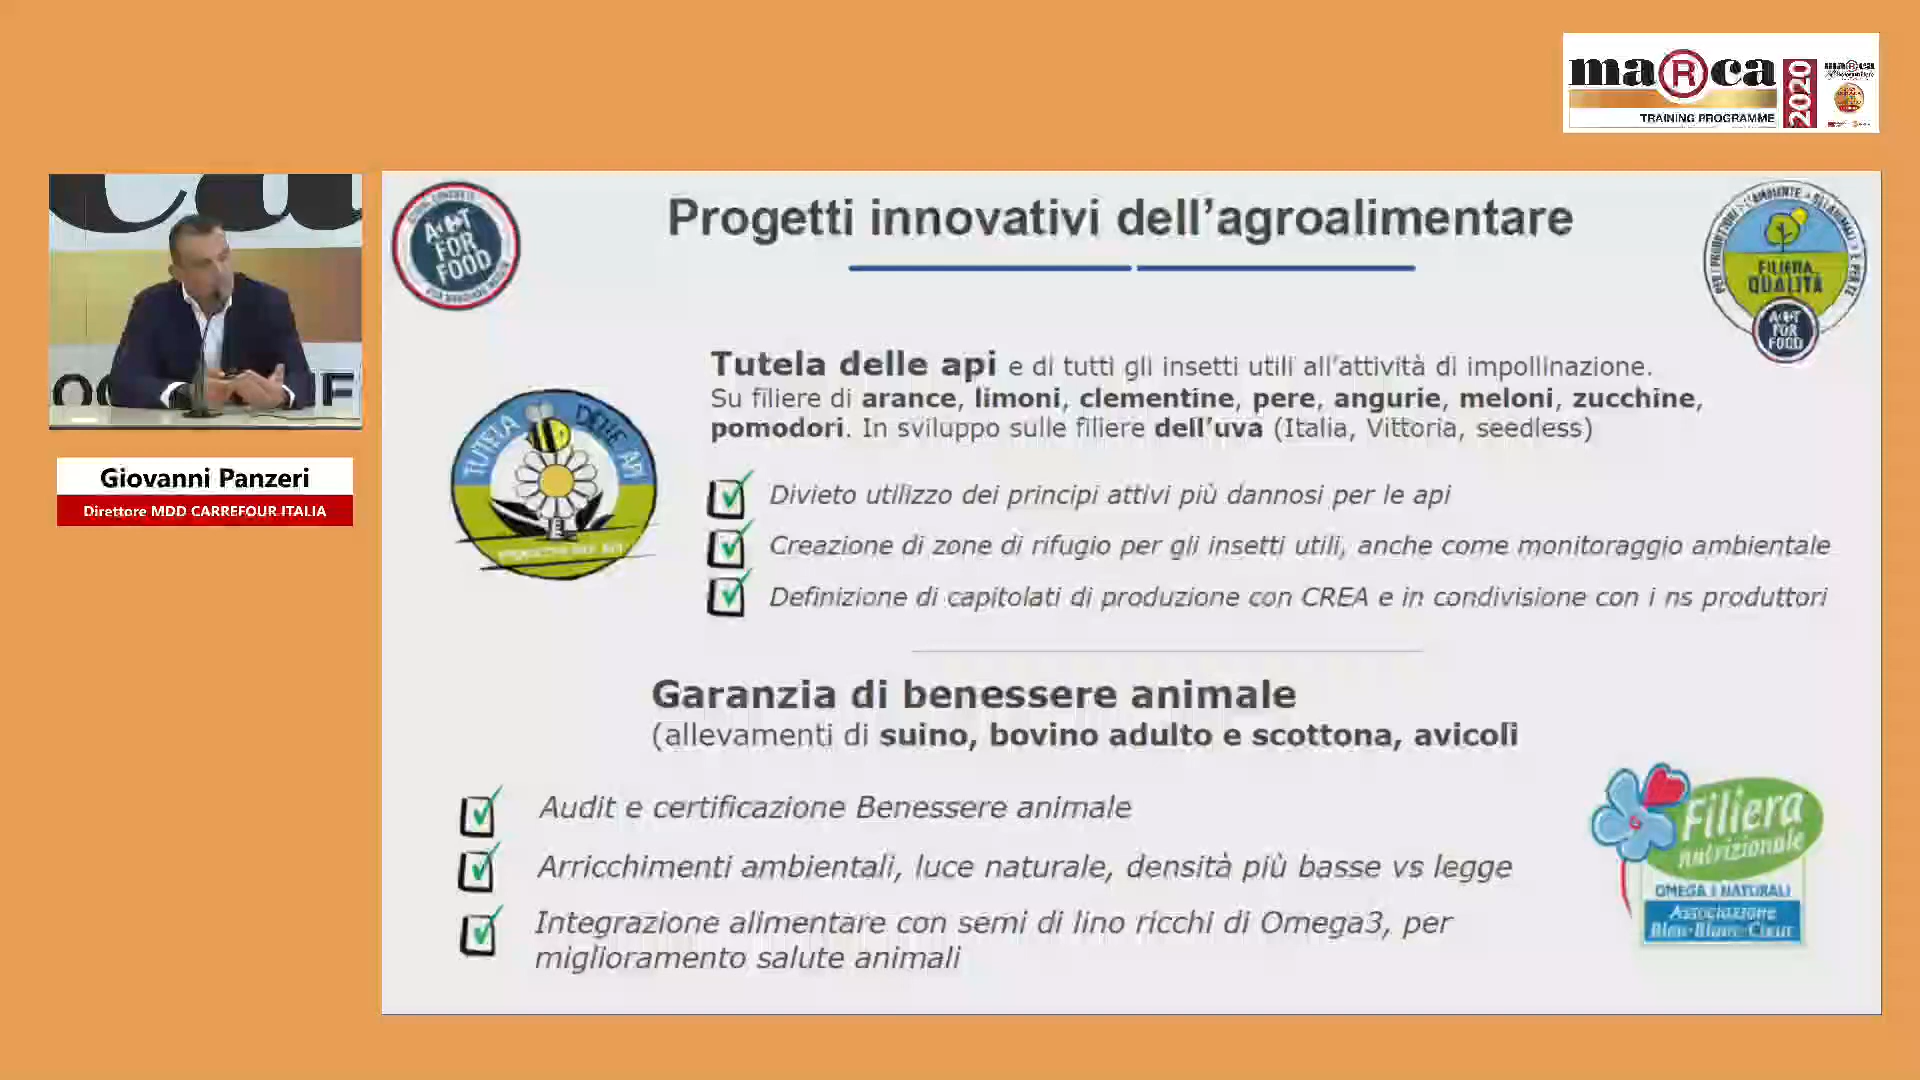 maRca
TRAINING PROGRAMME
2020
ACT
FOR
FOOD
Progetti innovativi dell'agroalimentare
FILIERA
QUALITÀ
ACT
FOR
FOOD
Tutela delle api e di tutti gli insetti utili all'attività di impollinazione.
Su filiere di arance, limoni, clementine, pere, angurie, meloni, zucchine,
pomodori. In sviluppo sulle filiere dell'uva (Italia, Vittoria, seedless)
TUTELA DELLE API
Divieto utilizzo dei principi attivi più dannosi per le api
Creazione di zone di rifugio per gli insetti utili, anche come monitoraggio ambientale
Definizione di capitolati di produzione con CREA e in condivisione con i ns produttori
Giovanni Panzeri
Direttore MDD CARREFOUR ITALIA
Garanzia di benessere animale
(allevamenti di suino, bovino adulto e scottona, avicoli
Audit e certificazione Benessere animale
Arricchimenti ambientali, luce naturale, densità più basse vs legge
Integrazione alimentare con semi di lino ricchi di Omega3, per
miglioramento salute animali
Filiera
nutrizionale
OMEGA 3 NATURALI
Associazione
Bleu-Blanc-Cœur